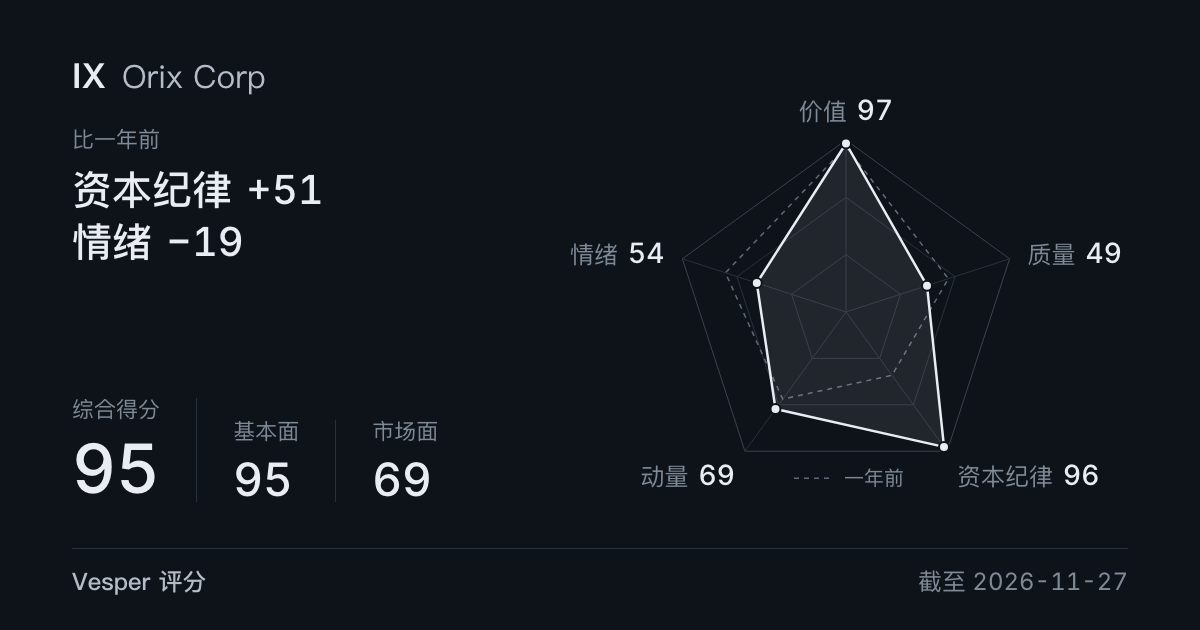 IX Orix Corp
比一年前
资本纪律 +51
情绪 −19
综合得分
95
基本面
95
市场面
69
价值 97
质量 49
资本纪律 96
动量 69
情绪 54
一年前
Vesper 评分
截至 2026-11-27